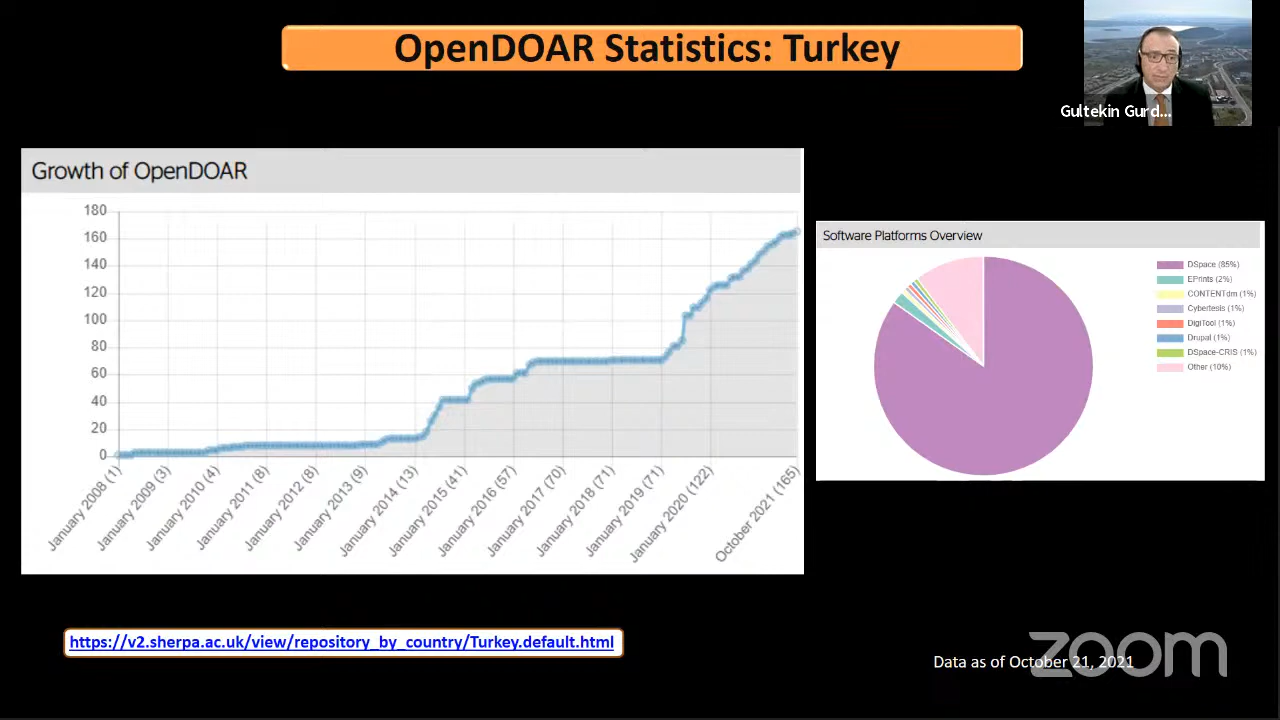 OpenDOAR Statistics: Turkey
Gultekin Gurd...
Growth of OpenDOAR
180
160
140
120
100
80
60
40
20
0
January 2008 (1)
January 2009 (3)
January 2010 (4)
January 2011 (8)
January 2012 (8)
January 2013 (9)
January 2014 (13)
January 2015 (41)
January 2016 (57)
January 2017 (70)
January 2018 (71)
January 2019 (71)
January 2020 (122)
October 2021 (165)
Software Platforms Overview
DSpace (85%)
EPrints (2%)
CONTENTdm (1%)
Cybertesis (1%)
DigiTool (1%)
Drupal (1%)
DSpace-CRIS (1%)
Other (10%)
https://v2.sherpa.ac.uk/view/repository_by_country/Turkey.default.html
Data as of October 21, 2021
zoom